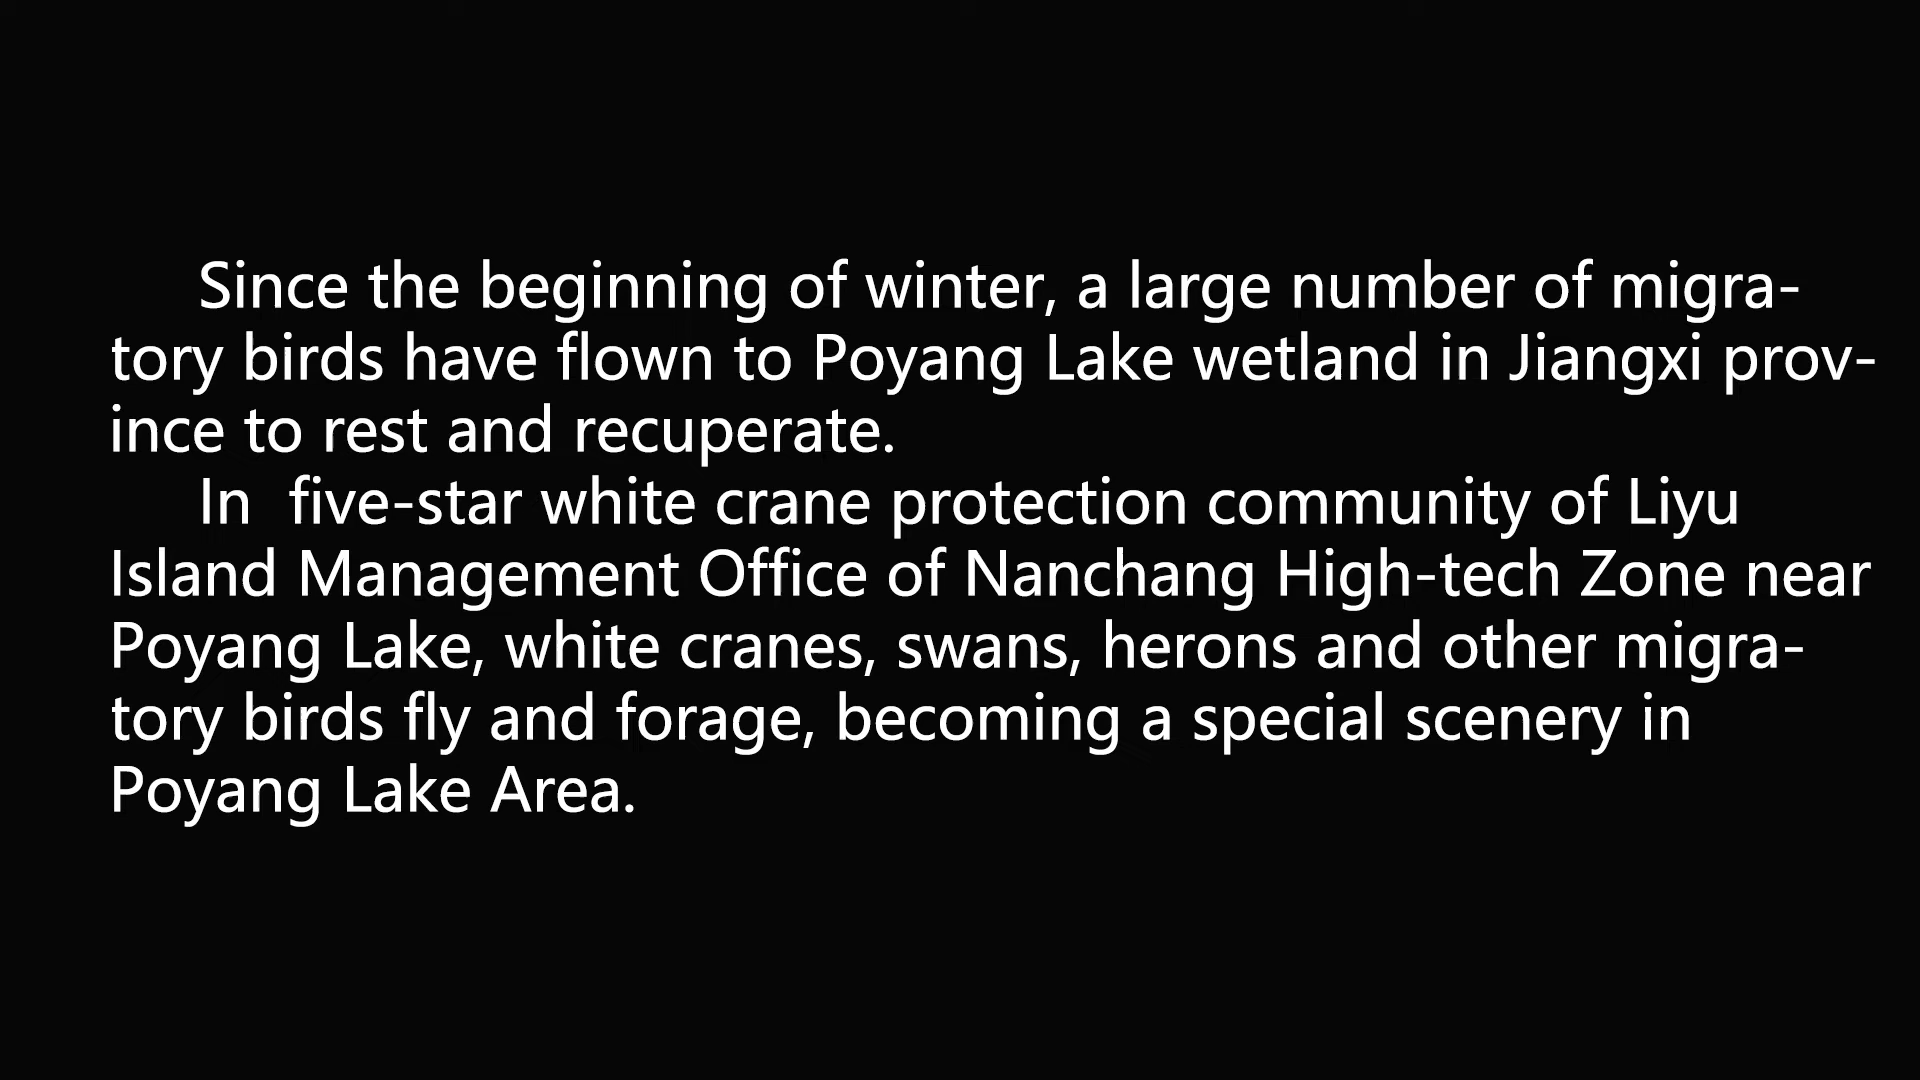 Since the beginning of winter, a large number of migra-
tory birds have flown to Poyang Lake wetland in Jiangxi prov-
ince to rest and recuperate.
In  five-star white crane protection community of Liyu
Island Management Office of Nanchang High-tech Zone near
Poyang Lake, white cranes, swans, herons and other migra-
tory birds fly and forage, becoming a special scenery in
Poyang Lake Area.